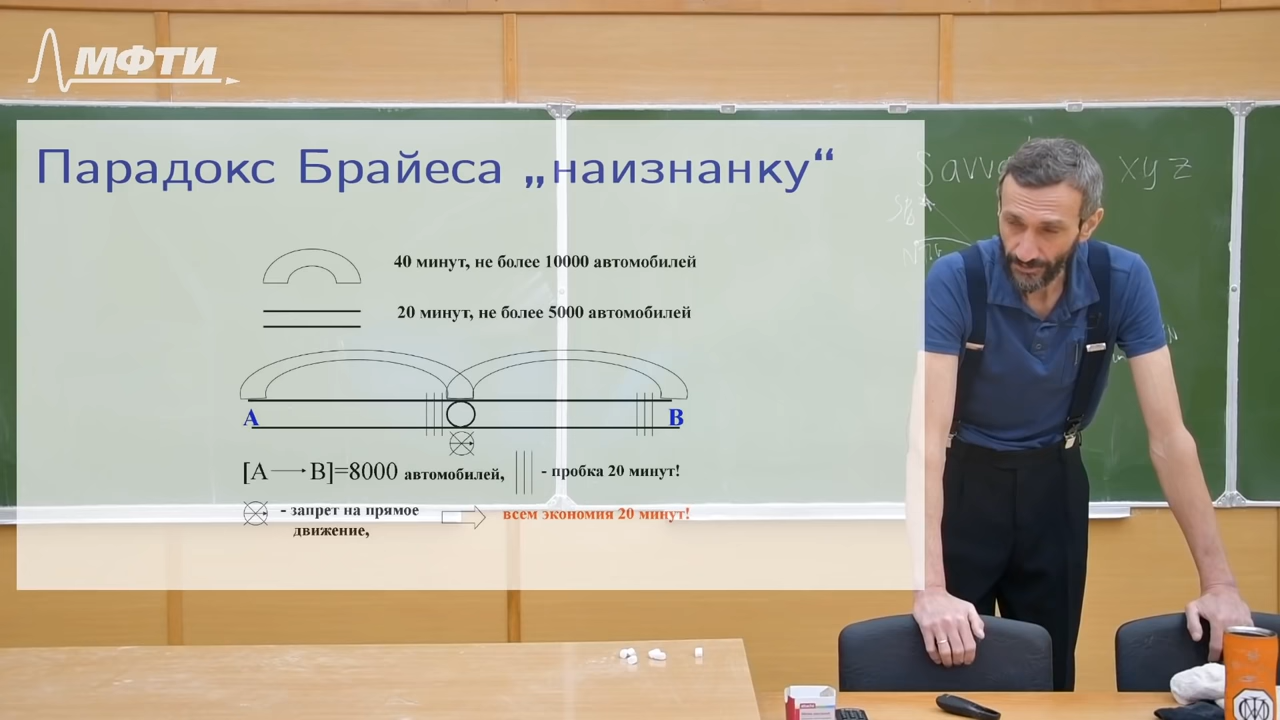 МФТИ
Парадокс Брайеса „наизнанку“
40 минут, не более 10000 автомобилей
20 минут, не более 5000 автомобилей
A
B
[A → B]=8000 автомобилей,
- пробка 20 минут!
- запрет на прямое
движение,
всем экономия 20 минут!
xyz